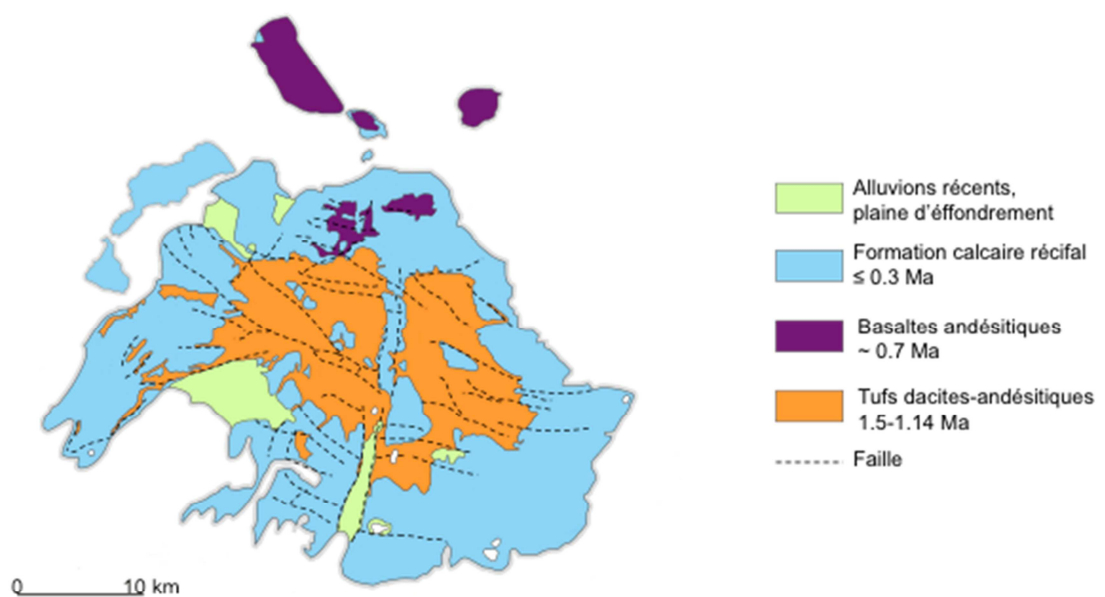 Alluvions récents,
plaine d'éffondrement
Formation calcaire récifal
≤ 0.3 Ma
Basaltes andésitiques
~ 0.7 Ma
Tufs dacites-andésitiques
1.5-1.14 Ma
Faille
0 10 km